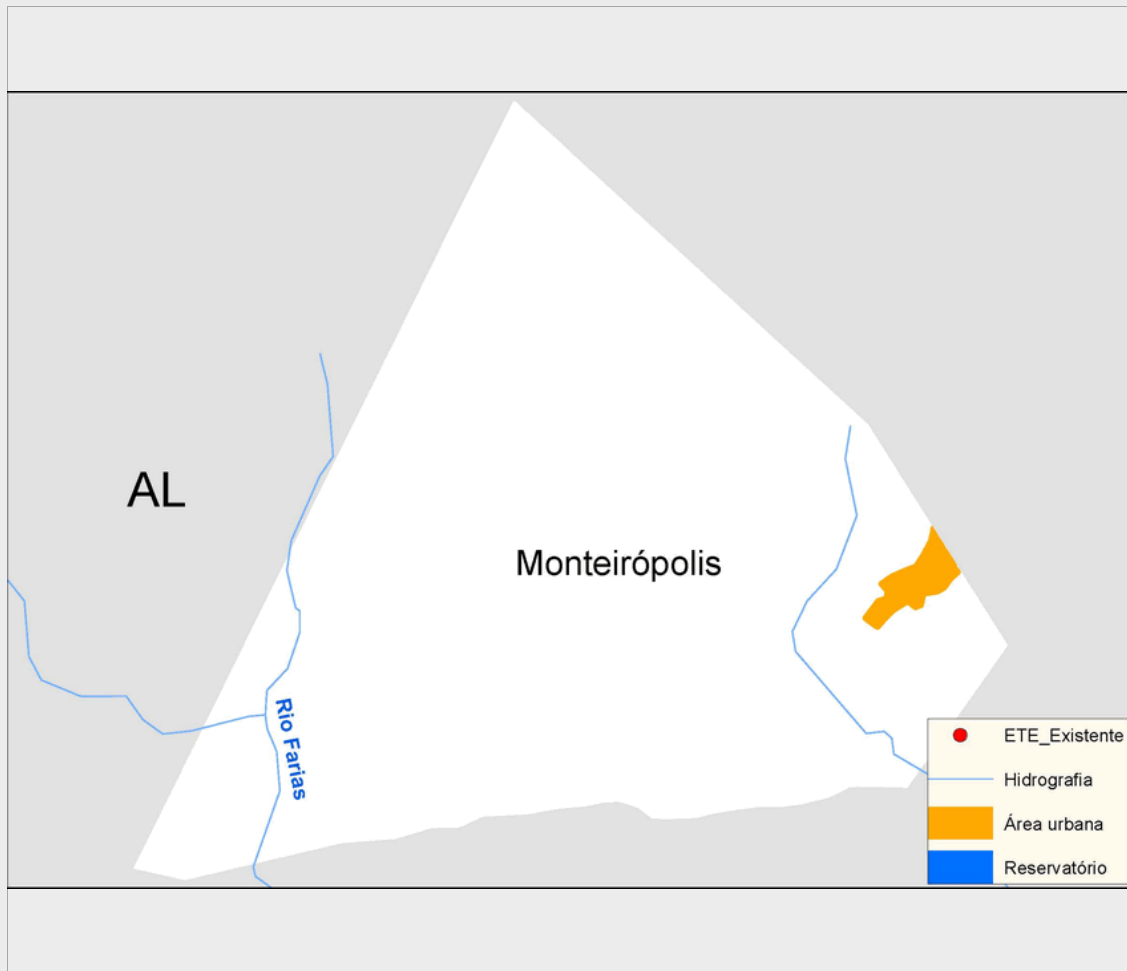 AL
Monteirópolis
Rio Farias
ETE_Existente
Hidrografia
Área urbana
Reservatório